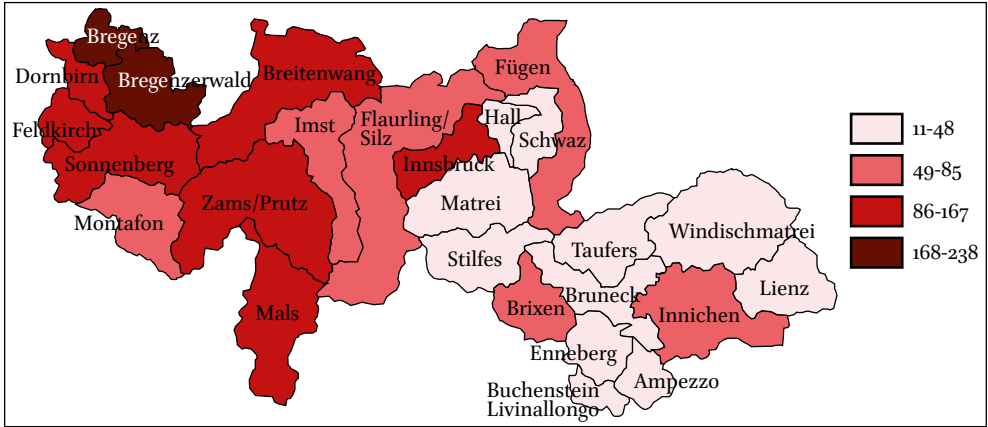 Bregenz
Dornbirn
Bregenzerwald
Breitenwang
Fügen
Feldkirch
Imst
Flaurling/
Silz
Hall
Schwaz
Sonnenberg
Innsbruck
Montafon
Zams/Prutz
Matrei
Stilfes
Taufers
Windischmatrei
Mals
Brixen
Bruneck
Innichen
Lienz
Enneberg
Ampezzo
Buchenstein
Livinallongo
11-48
49-85
86-167
168-238